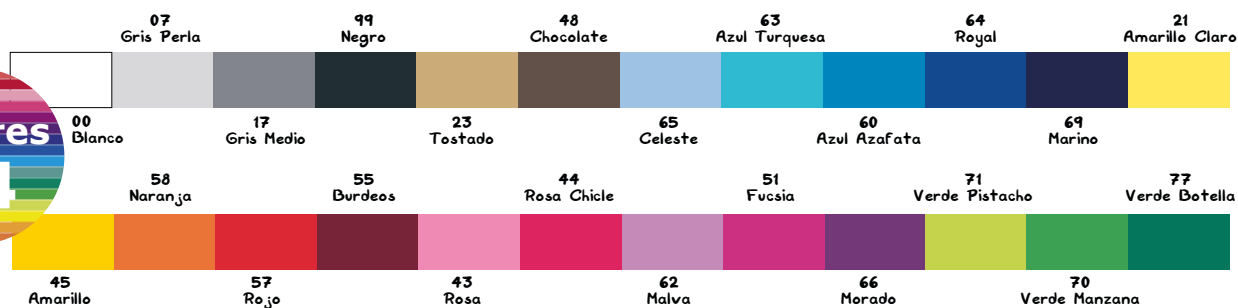 07
Gris Perla
99
Negro
48
Chocolate
63
Azul Turquesa
64
Royal
21
Amarillo Claro
00
Blanco
17
Gris Medio
23
Tostado
65
Celeste
60
Azul Azafata
69
Marino
58
Naranja
55
Burdeos
44
Rosa Chicle
51
Fucsia
71
Verde Pistacho
77
Verde Botella
45
Amarillo
57
Rojo
43
Rosa
62
Malva
66
Morado
70
Verde Manzana